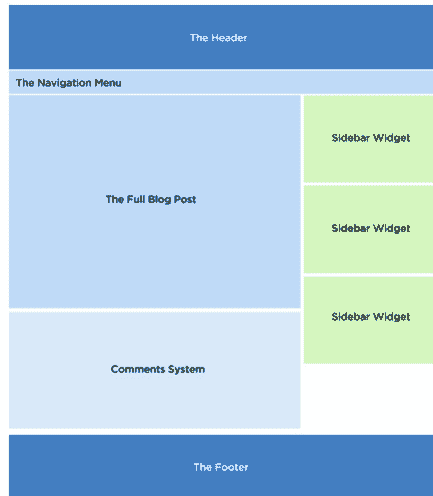 The Header
The Navigation Menu
The Full Blog Post
Sidebar Widget
Sidebar Widget
Sidebar Widget
Comments System
The Footer